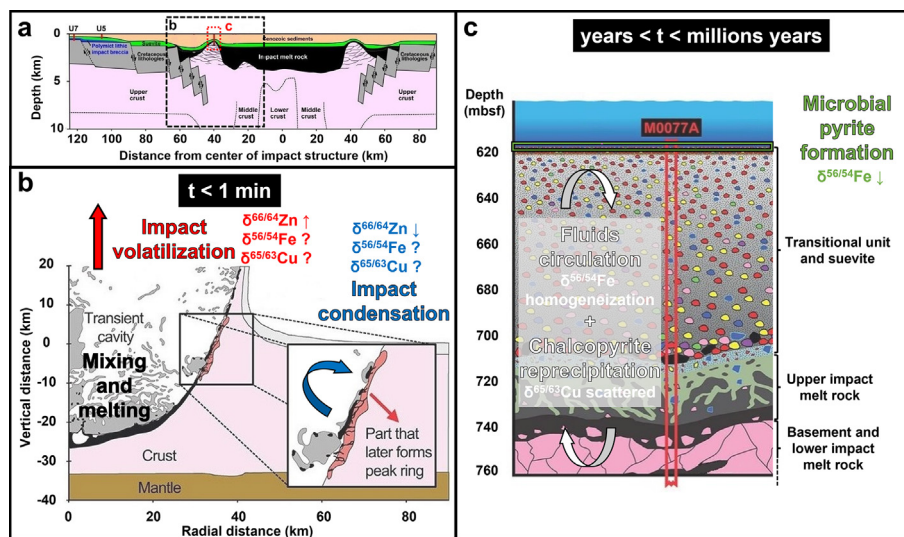 a
U7
U5
b
c
Cenozoic sediments
Suevite
Polymict lithic
impact breccia
Cretaceous
lithologies
Impact melt rock
Cretaceous
lithologies
Upper
crust
Middle
crust
Lower
crust
Middle
crust
Upper
crust
Depth (km)
0
5
10
120 100 80 60 40 20 0 20 40 60 80
Distance from center of impact structure (km)
b
t < 1 min
Impact
volatilization
δ66/64Zn ↑
δ56/54Fe ?
δ65/63Cu ?
δ66/64Zn ↓
δ56/54Fe ?
δ65/63Cu ?
Impact
condensation
Vertical distance (km)
20
10
0
-10
-20
-30
-40
Transient
cavity
Mixing
and
melting
Part that
later forms
peak ring
Crust
Mantle
0 20 40 60 80
Radial distance (km)
c
years < t < millions years
Depth
(mbsf)
M0077A
Microbial
pyrite
formation
δ56/54Fe ↓
620
640
660
680
700
720
740
760
Fluids
circulation
δ56/54Fe
homogeneization
+
Chalcopyrite
reprecipitation
δ65/63Cu scattered
Transitional unit
and suevite
Upper impact
melt rock
Basement and
lower impact
melt rock